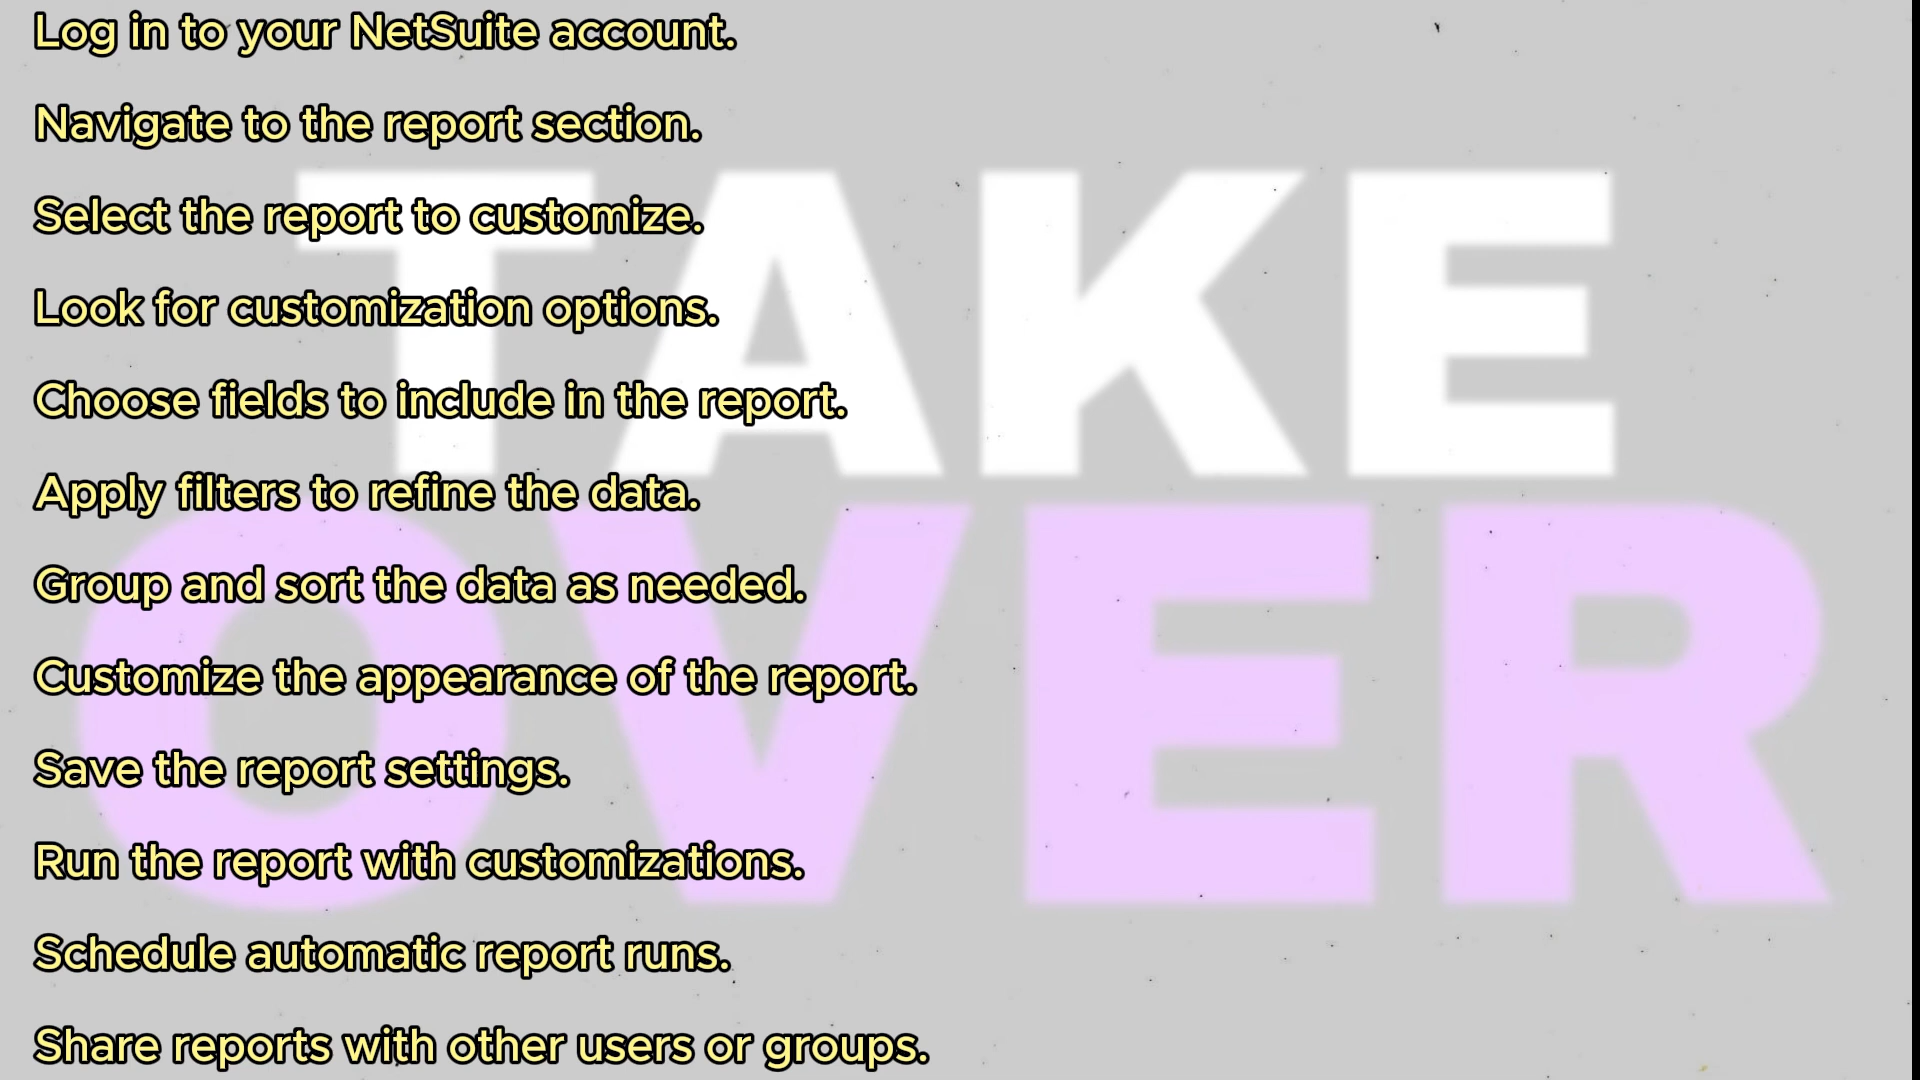 Log in to your NetSuite account.
Navigate to the report section.
Select the report to customize.
Look for customization options.
Choose fields to include in the report.
Apply filters to refine the data.
Group and sort the data as needed.
Customize the appearance of the report.
Save the report settings.
Run the report with customizations.
Schedule automatic report runs.
Share reports with other users or groups.
TAKE
OVER